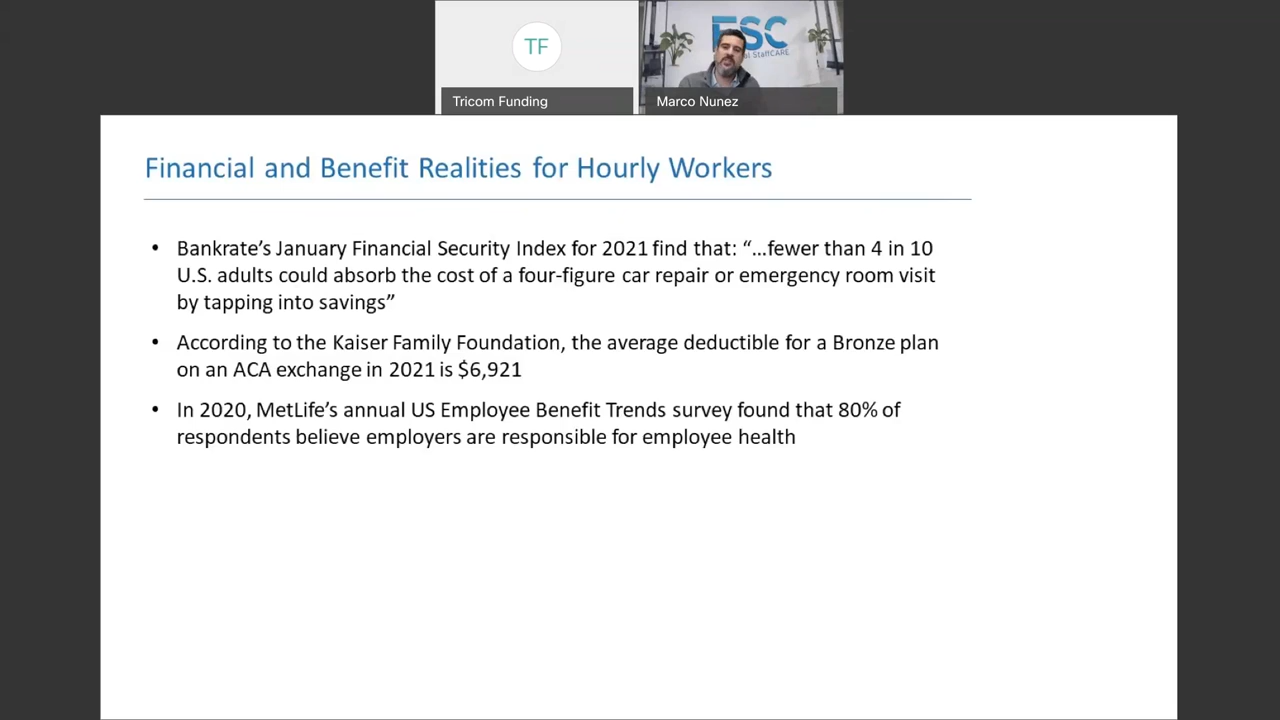 TF
Tricom Funding
ESC
al StaffCARE
Marco Nunez
Financial and Benefit Realities for Hourly Workers
• Bankrate’s January Financial Security Index for 2021 find that: “…fewer than 4 in 10
U.S. adults could absorb the cost of a four-figure car repair or emergency room visit
by tapping into savings”
• According to the Kaiser Family Foundation, the average deductible for a Bronze plan
on an ACA exchange in 2021 is $6,921
• In 2020, MetLife’s annual US Employee Benefit Trends survey found that 80% of
respondents believe employers are responsible for employee health